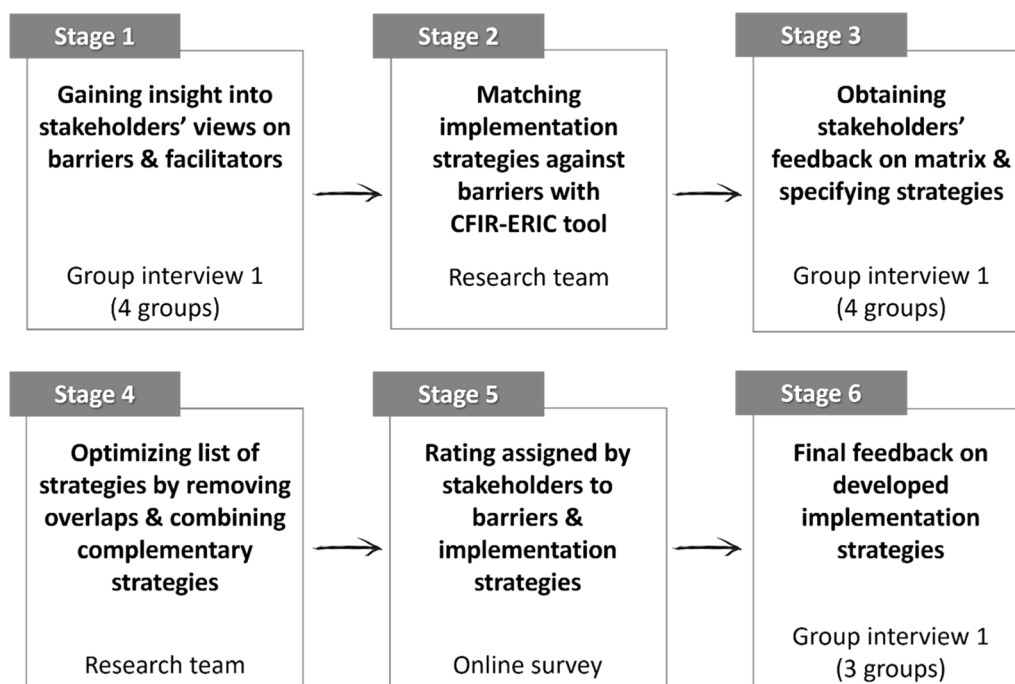 Stage 1
Gaining insight into
stakeholders' views on
barriers & facilitators
Group interview 1
(4 groups)
Stage 2
Matching
implementation
strategies against
barriers with
CFIR-ERIC tool
Research team
Stage 3
Obtaining
stakeholders'
feedback on matrix &
specifying strategies
Group interview 1
(4 groups)
Stage 4
Optimizing list of
strategies by removing
overlaps & combining
complementary
strategies
Research team
Stage 5
Rating assigned by
stakeholders to
barriers &
implementation
strategies
Online survey
Stage 6
Final feedback on
developed
implementation
strategies
Group interview 1
(3 groups)